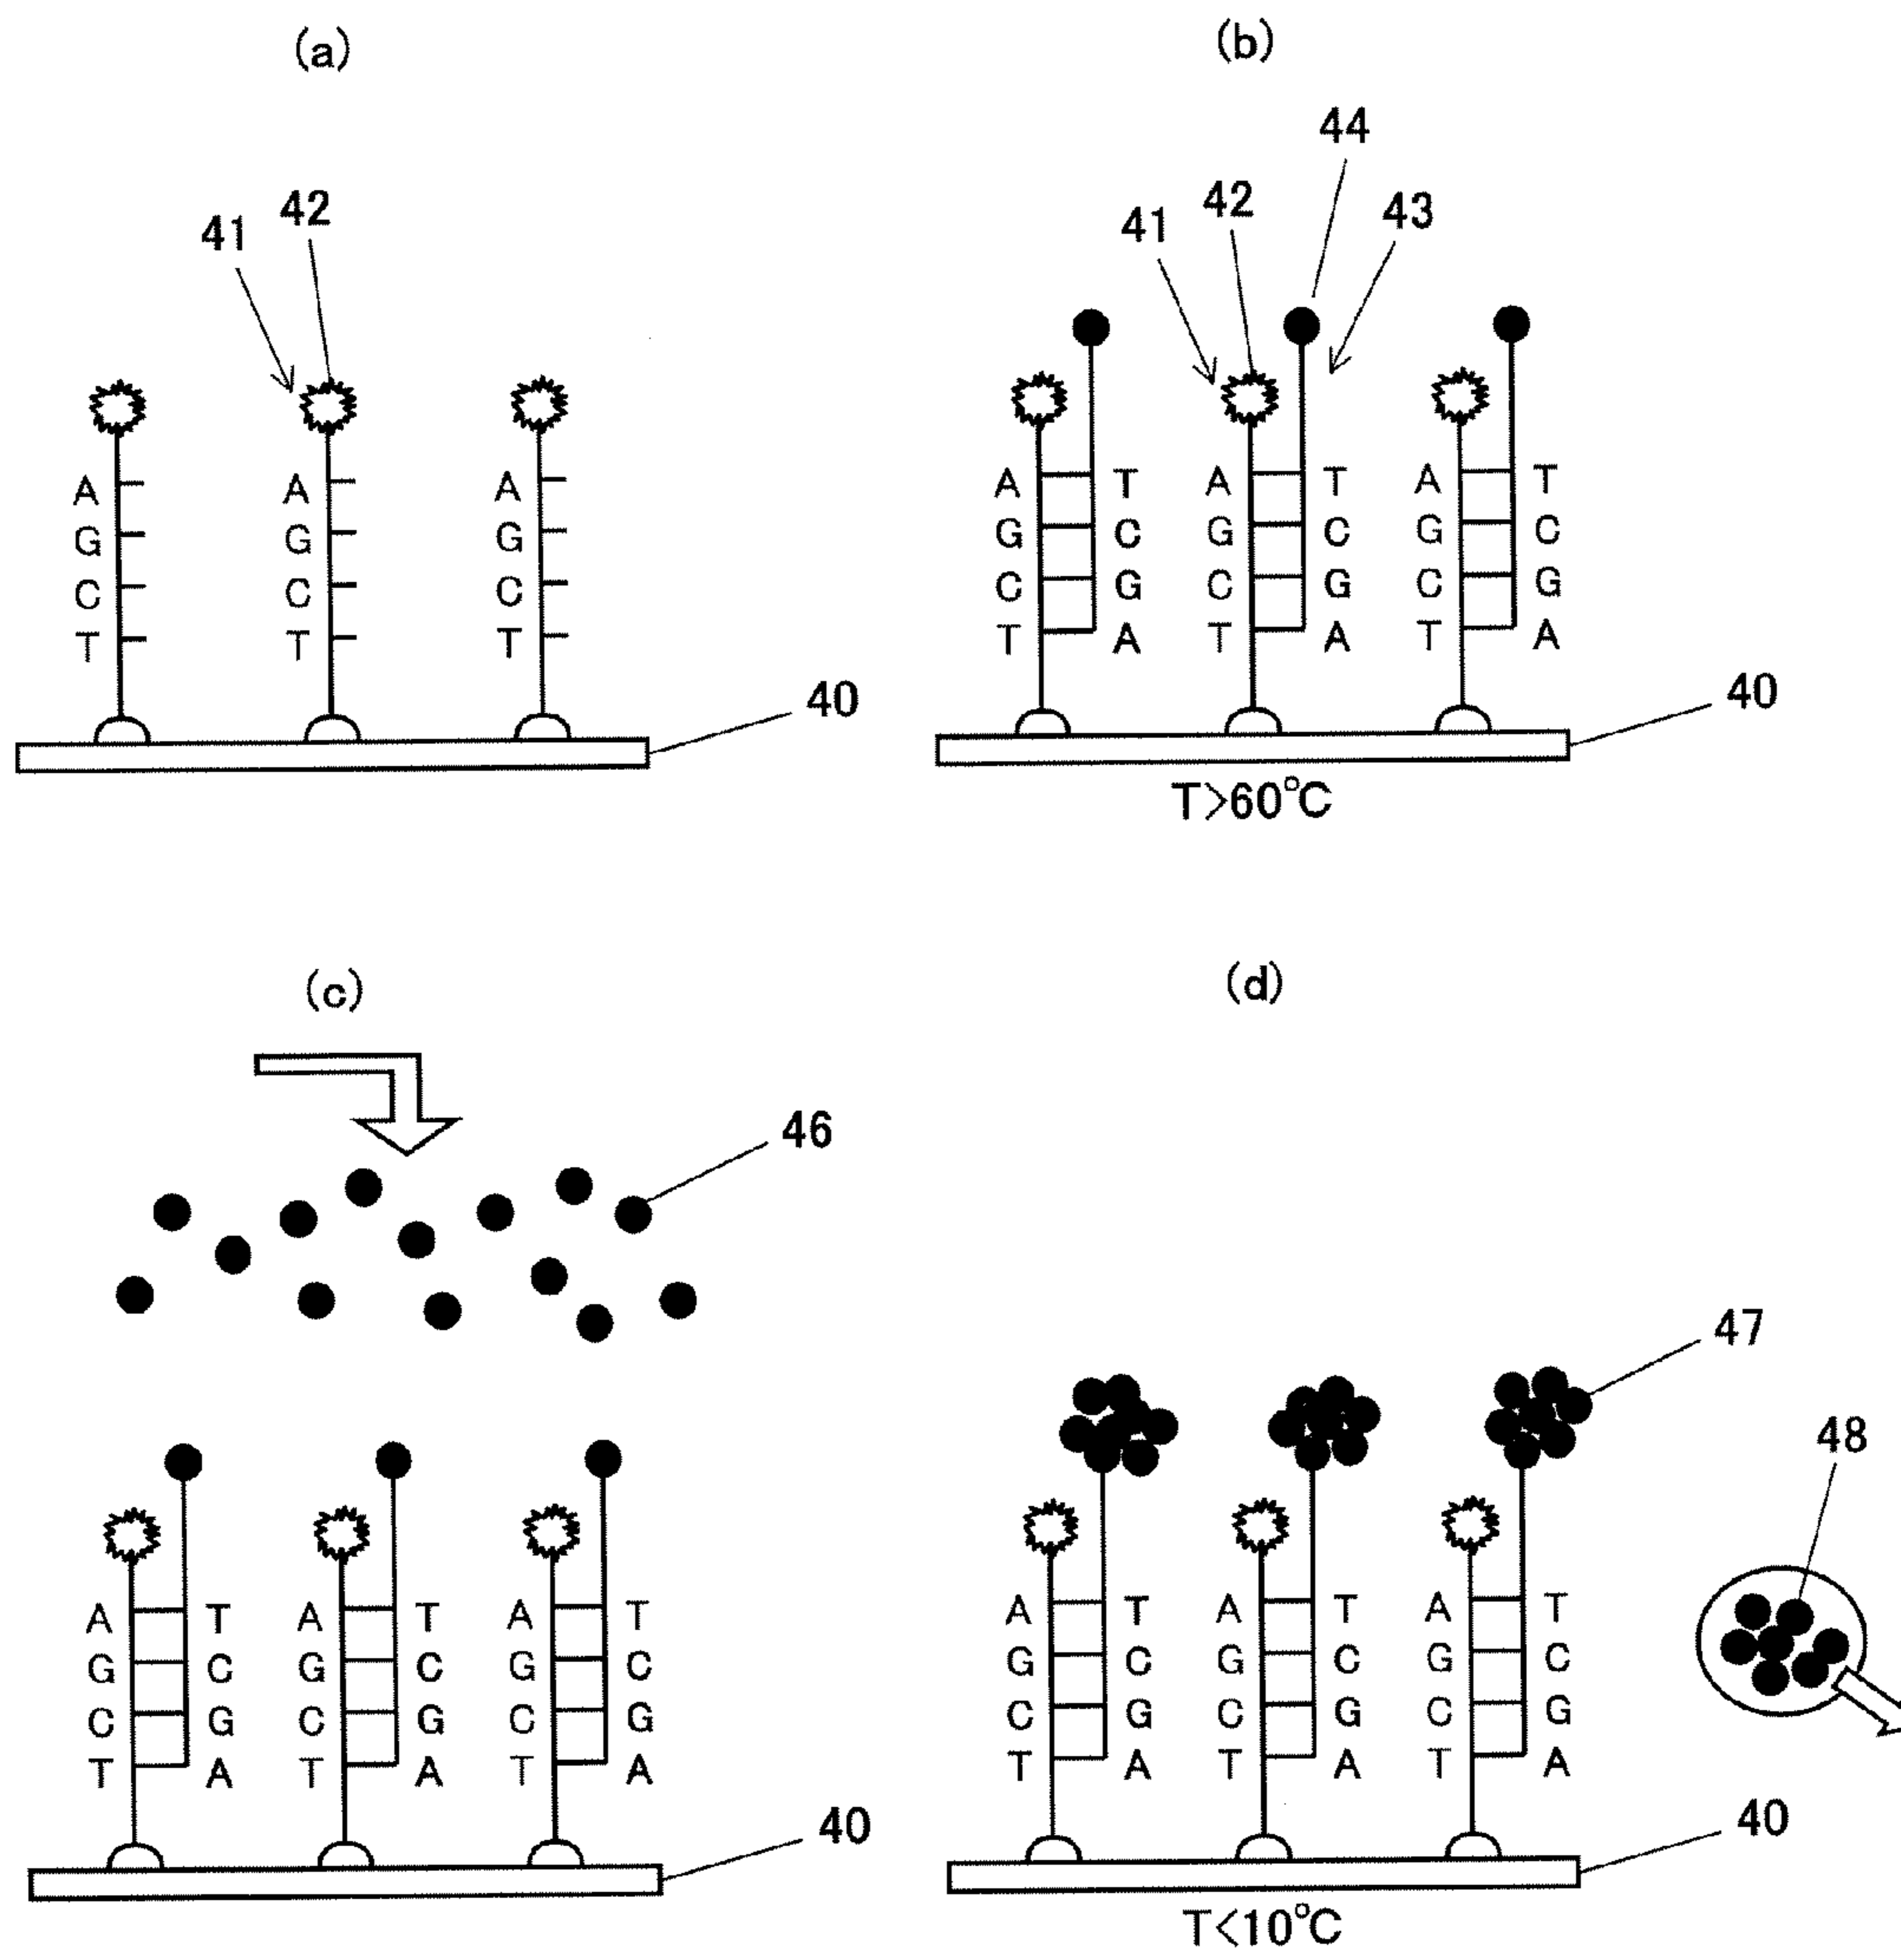 (a)
42
41
A A A
G G G
C C C
T T T
40
(b)
44
42
41 43
A T A T A T
G C G C G C
C G C G C G
T A T A T A
40
T>60°C
(c)
46
A T A T A T
G C G C G C
C G C G C G
T A T A T A
40
(d)
47
48
A T A T A T
G C G C G C
C G C G C G
T A T A T A
40
T<10°C